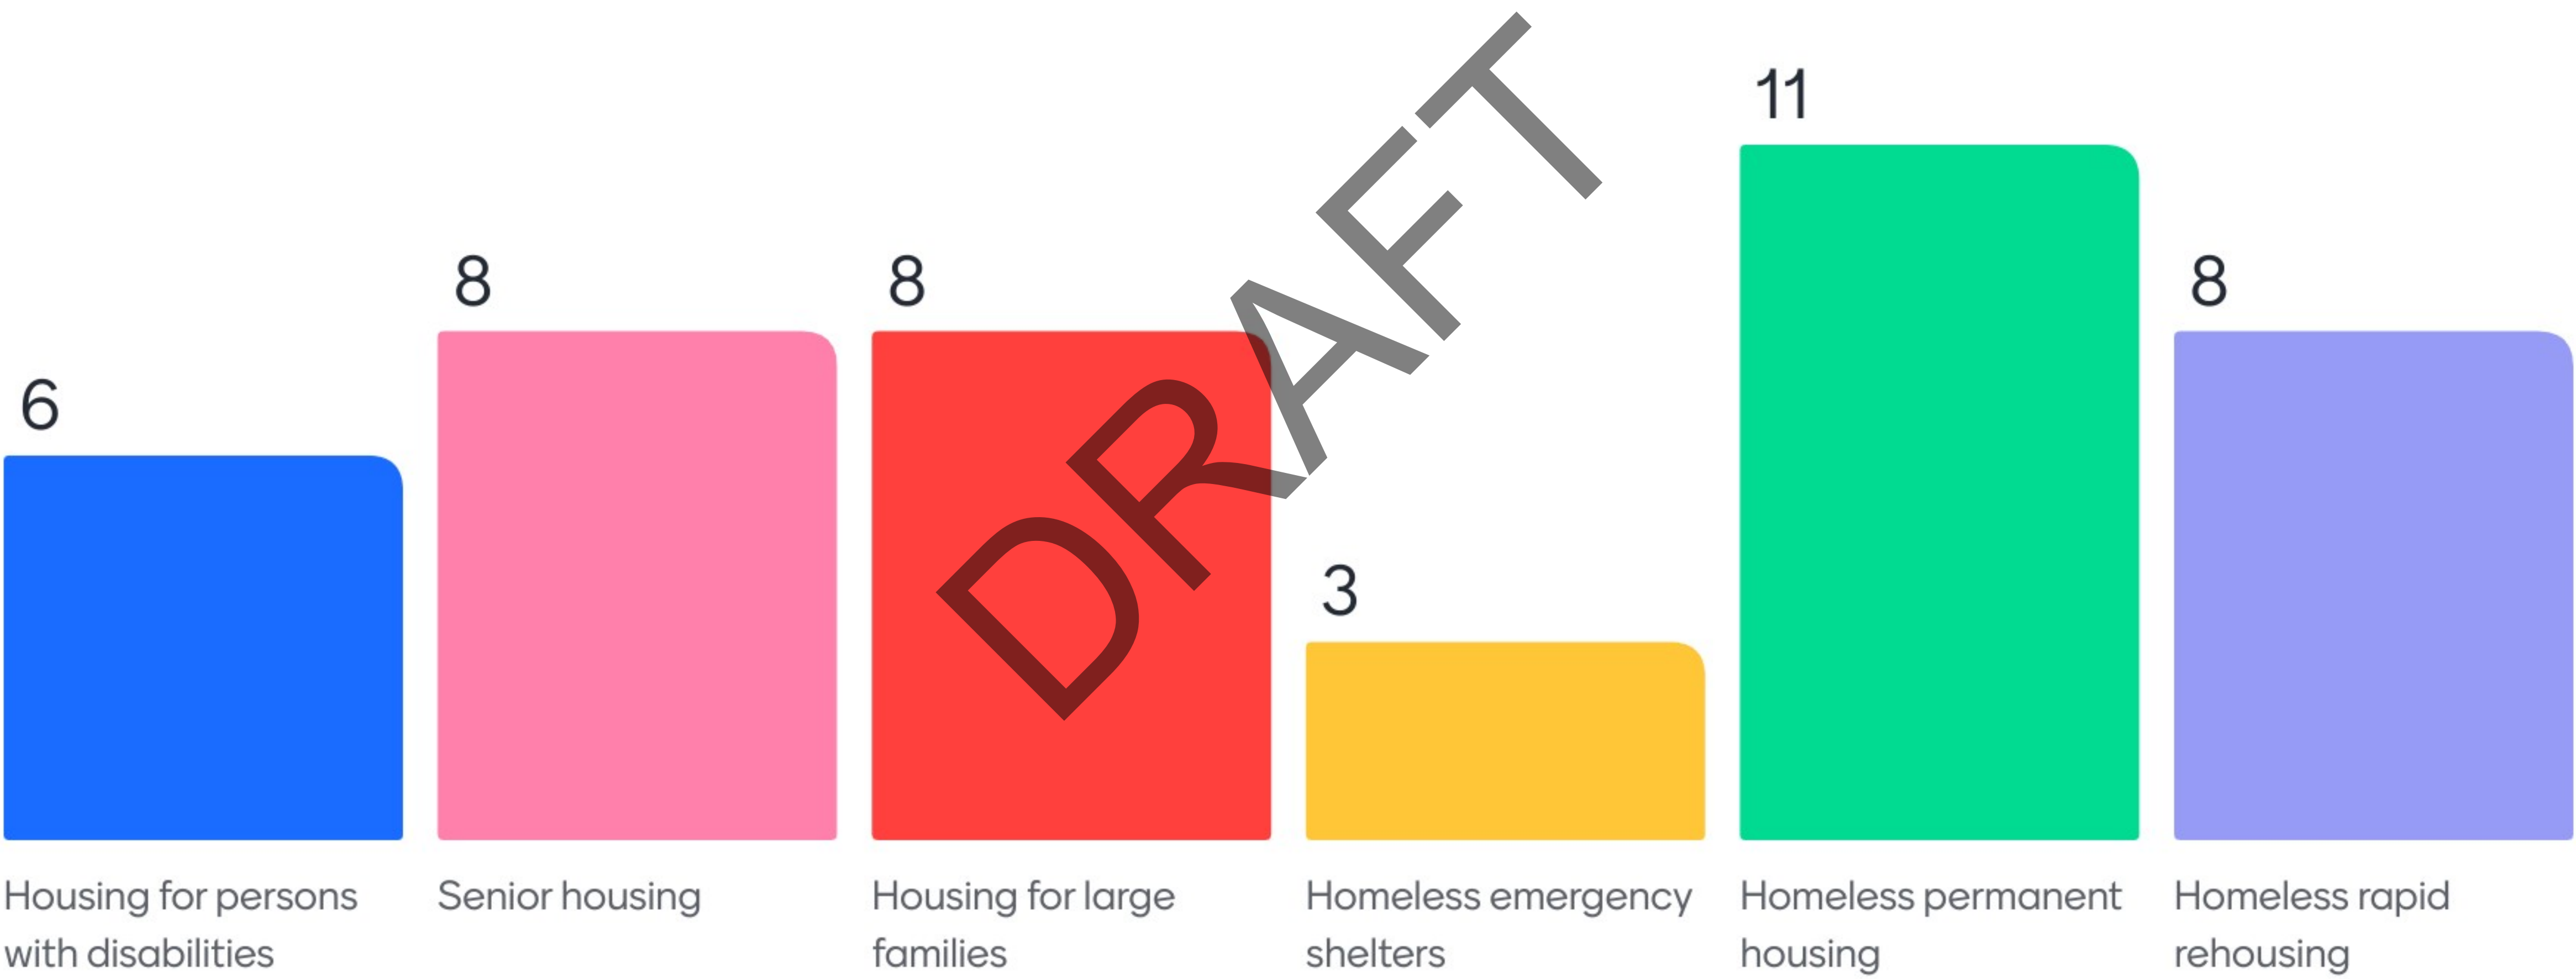 6
8
8
3
11
8
DRAFT
Housing for persons
with disabilities
Senior housing
Housing for large
families
Homeless emergency
shelters
Homeless permanent
housing
Homeless rapid
rehousing